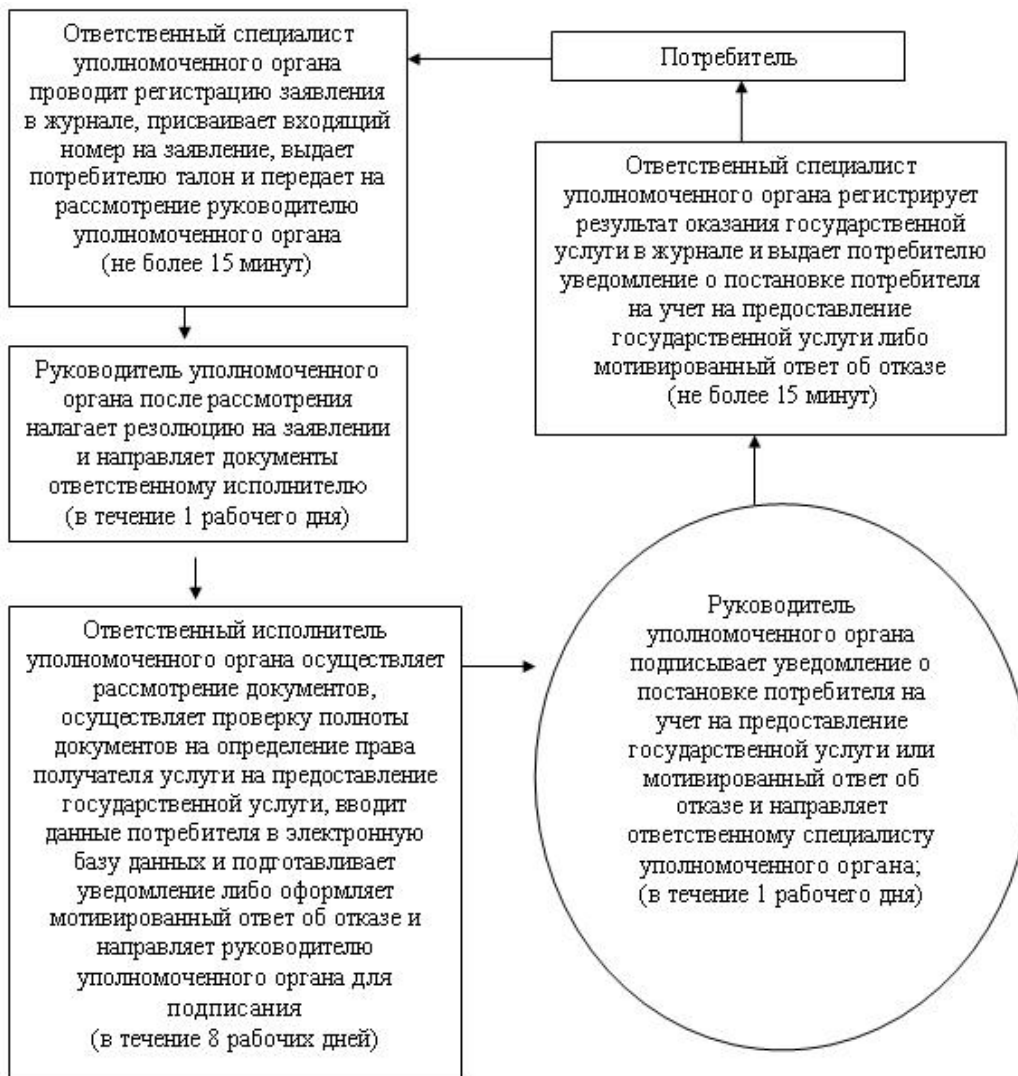 Ответственный специалист
уполномоченного органа
проводит регистрацию заявления
в журнале, присваивает входящий
номер на заявление, выдает
потребителю талон и передает на
рассмотрение руководителю
уполномоченного органа
(не более 15 минут)
Потребитель
Ответственный специалист
уполномоченного органа регистрирует
результат оказания государственной
услуги в журнале и выдает потребителю
уведомление о постановке потребителя
на учет на предоставление
государственной услуги либо
мотивированный ответ об отказе
(не более 15 минут)
Руководитель уполномоченного
органа после рассмотрения
налагает резолюцию на заявлении
и направляет документы
ответственному исполнителю
(в течение 1 рабочего дня)
Ответственный исполнитель
уполномоченного органа осуществляет
рассмотрение документов,
осуществляет проверку полноты
документов на определение права
получателя услуги на предоставление
государственной услуги, вводит
данные потребителя в электронную
базу данных и подготавливает
уведомление либо оформляет
мотивированный ответ об отказе и
направляет руководителю
уполномоченного органа для
подписания
(в течение 8 рабочих дней)
Руководитель
уполномоченного органа
подписывает уведомление о
постановке потребителя на
учет на предоставление
государственной услуги или
мотивированный ответ об
отказе и направляет
ответственному специалисту
уполномоченного органа;
(в течение 1 рабочего дня)